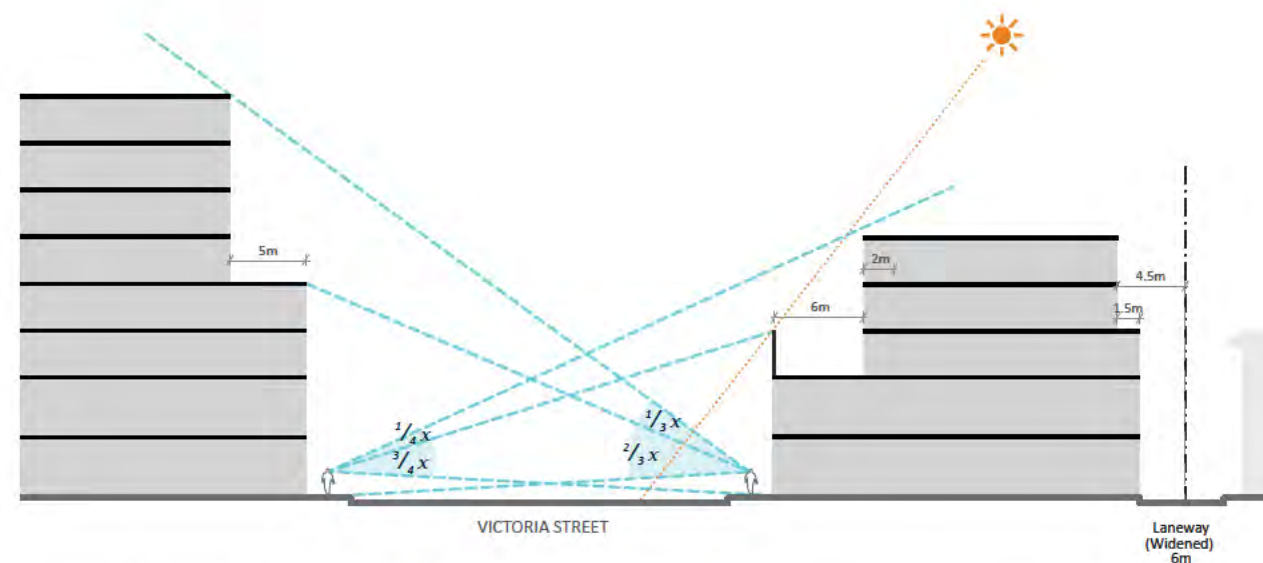 5m
2m
4.5m
6m
1.5m
1/4 x
3/4 x
1/3 x
2/3 x
VICTORIA STREET
Laneway
(Widened)
6m